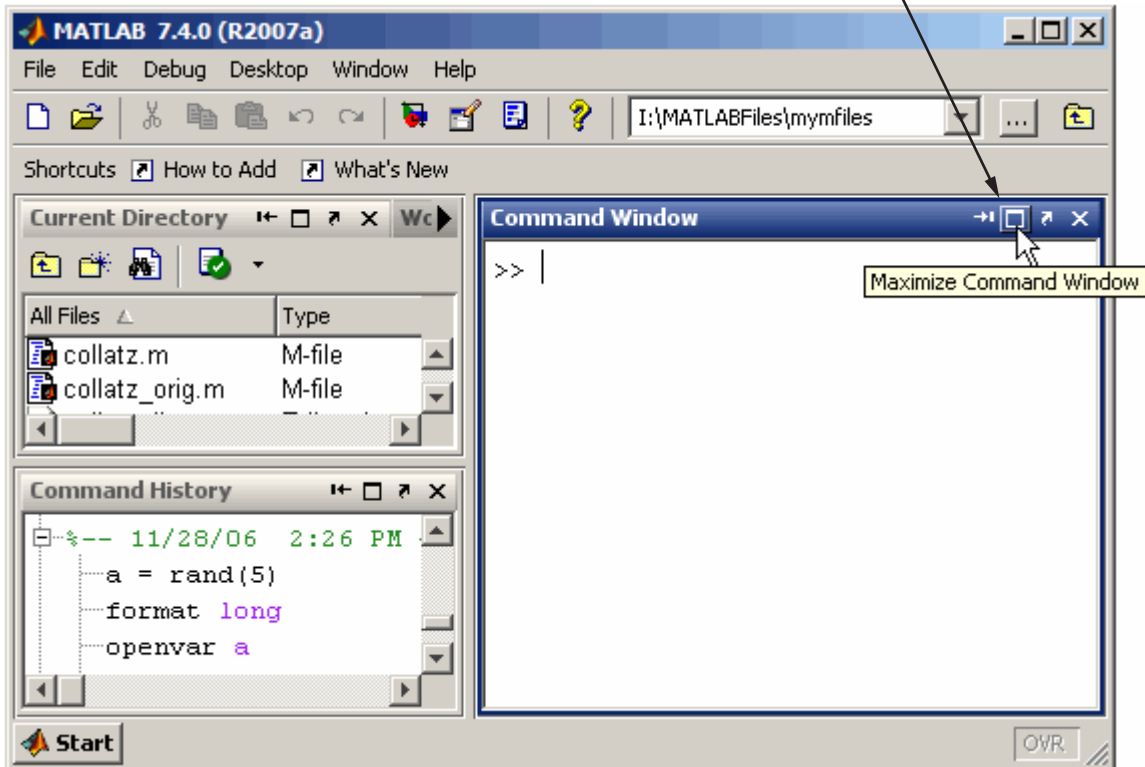 MATLAB 7.4.0 (R2007a)
File Edit Debug Desktop Window Help
I:\MATLABFiles\mymfiles
...
Shortcuts How to Add What's New
Current Directory
Command Window
>>
Maximize Command Window
All Files Type
collatz.m M-file
collatz_orig.m M-file
Command History
%-- 11/28/06 2:26 PM
a = rand(5)
format long
openvar a
Start
OVR